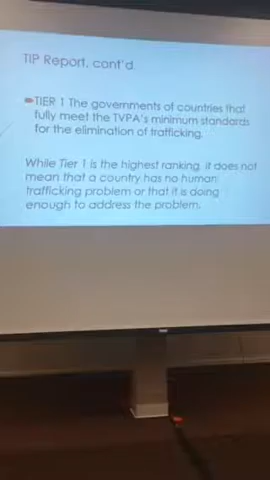 TIP Report, cont'd.
TIER 1 The governments of countries that
fully meet the TVPA's minimum standards
for the elimination of trafficking.
While Tier 1 is the highest ranking, it does not
mean that a country has no human
trafficking problem or that it is doing
enough to address the problem.